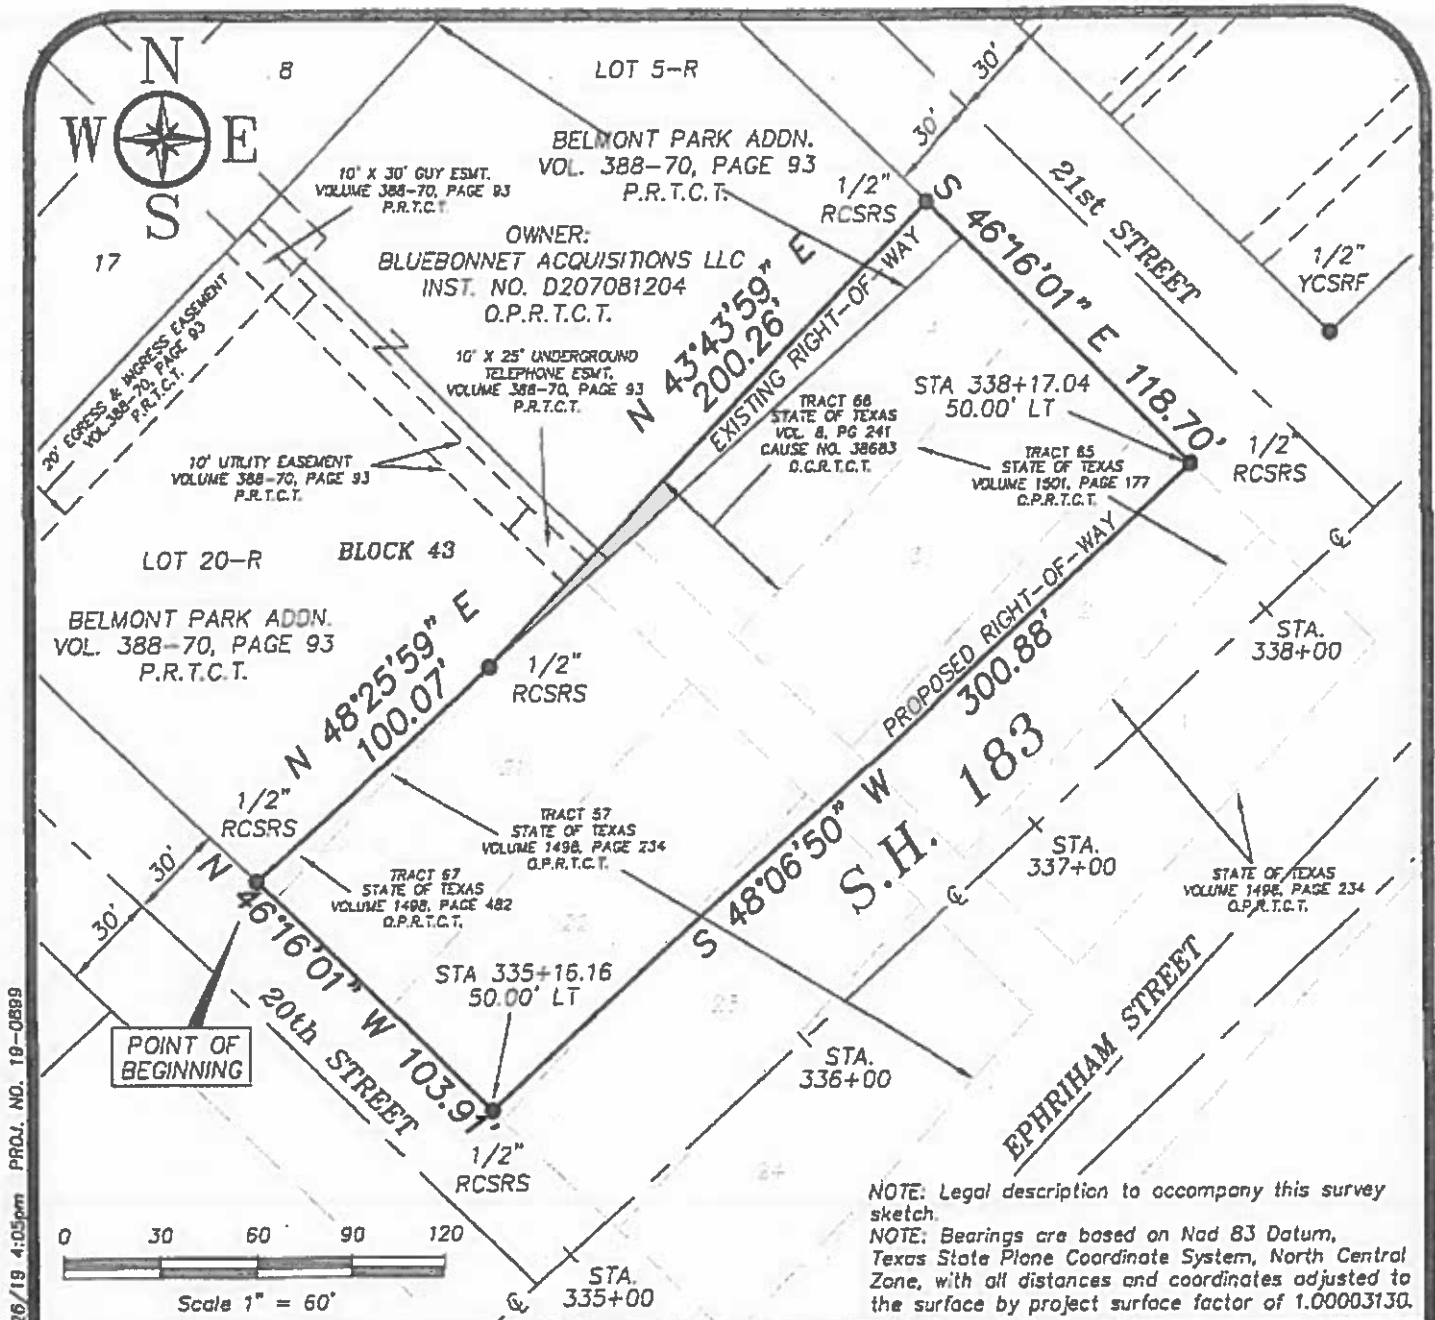 N
W E
S
8
17
LOT 5-R
BELMONT PARK ADDN.
VOL. 388-70, PAGE 93
P.R.T.C.T.
10' X 30' GUY ESMT.
VOLUME 388-70, PAGE 93
P.R.T.C.T.
OWNER:
BLUEBONNET ACQUISITIONS LLC
INST. NO. D207081204
O.P.R.T.C.T.
1/2"
RCSRS
30'
30'
21st STREET
1/2"
YCSRF
20' EGRESS & INGRESS EASEMENT
VOL.388-70, PAGE 93
P.R.T.C.T.
10' X 25' UNDERGROUND
TELEPHONE ESMT.
VOLUME 388-70, PAGE 93
P.R.T.C.T.
10' UTILITY EASEMENT
VOLUME 388-70, PAGE 93
P.R.T.C.T.
N 43°43'59" E
200.26'
EXISTING RIGHT-OF-WAY
S 46°16'01" E 118.70'
STA 338+17.04
50.00' LT
TRACT 66
STATE OF TEXAS
VOL. 8, PG 241
CAUSE NO. 38683
O.C.R.T.C.T.
TRACT 65
STATE OF TEXAS
VOLUME 1501, PAGE 177
O.P.R.T.C.T.
1/2"
RCSRS
LOT 20-R
BLOCK 43
BELMONT PARK ADDN.
VOL. 388-70, PAGE 93
P.R.T.C.T.
N 48°25'59" E
100.07'
1/2"
RCSRS
PROPOSED RIGHT-OF-WAY
300.88'
S 48°06'50" W
S.H. 183
STA.
338+00
STA.
337+00
1/2"
RCSRS
30'
30'
TRACT 57
STATE OF TEXAS
VOLUME 1498, PAGE 234
O.P.R.T.C.T.
TRACT 67
STATE OF TEXAS
VOLUME 1498, PAGE 482
O.P.R.T.C.T.
STATE OF TEXAS
VOLUME 1498, PAGE 234
O.P.R.T.C.T.
22
23
24
N 46°16'01" W 103.97'
20th STREET
STA 335+16.16
50.00' LT
POINT OF
BEGINNING
1/2"
RCSRS
STA.
336+00
EPHRIHAM STREET
STA.
335+00
0 30 60 90 120
Scale 1" = 60'
NOTE: Legal description to accompany this survey
sketch.
NOTE: Bearings are based on Nad 83 Datum,
Texas State Plane Coordinate System, North Central
Zone, with all distances and coordinates adjusted to
the surface by project surface factor of 1.00003130.
26/19 4:05pm PROJ. NO. 19-0899